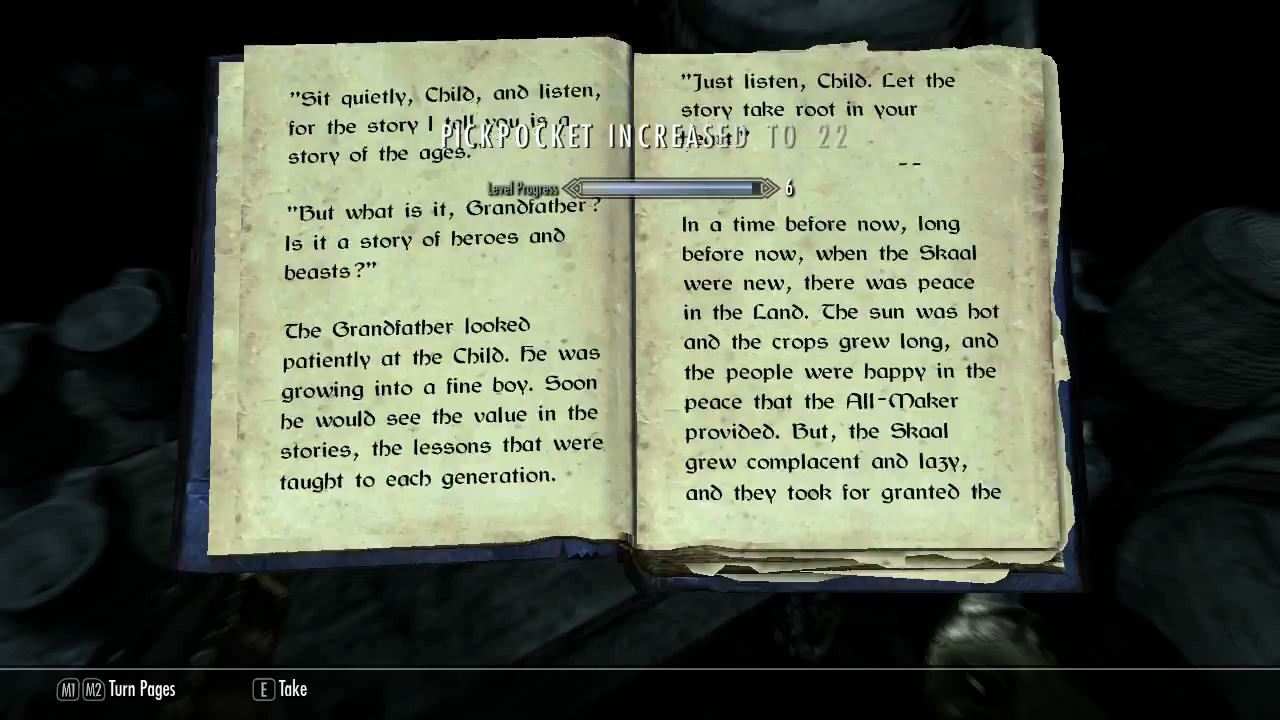 "Sit quietly, Child, and listen,
for the story I tell you is a
story of the ages."
"But what is it, Grandfather?
Is it a story of heroes and
beasts?"
The Grandfather looked
patiently at the Child. He was
growing into a fine boy. Soon
he would see the value in the
stories, the lessons that were
taught to each generation.
"Just listen, Child. Let the
story take root in your
--
In a time before now, long
before now, when the Skaal
were new, there was peace
in the Land. The sun was hot
and the crops grew long, and
the people were happy in the
peace that the All-Maker
provided. But, the Skaal
grew complacent and lazy,
and they took for granted the
PICKPOCKET INCREASED TO 22
Level Progress 6
M1 M2 Turn Pages
E Take